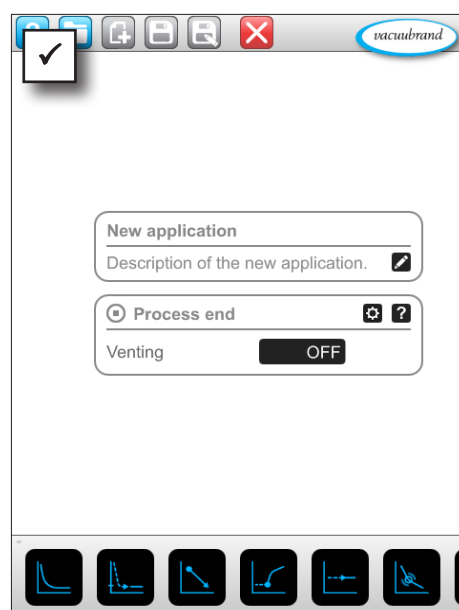 vacuubrand
New application
Description of the new application.
Process end
?
Venting
OFF